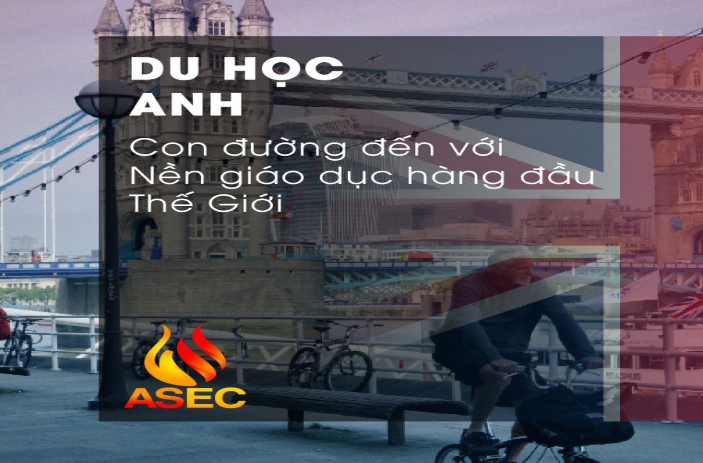 DU HỌC
ANH
Con đường đến với
Nền giáo dục hàng đầu
Thế Giới
ASEC